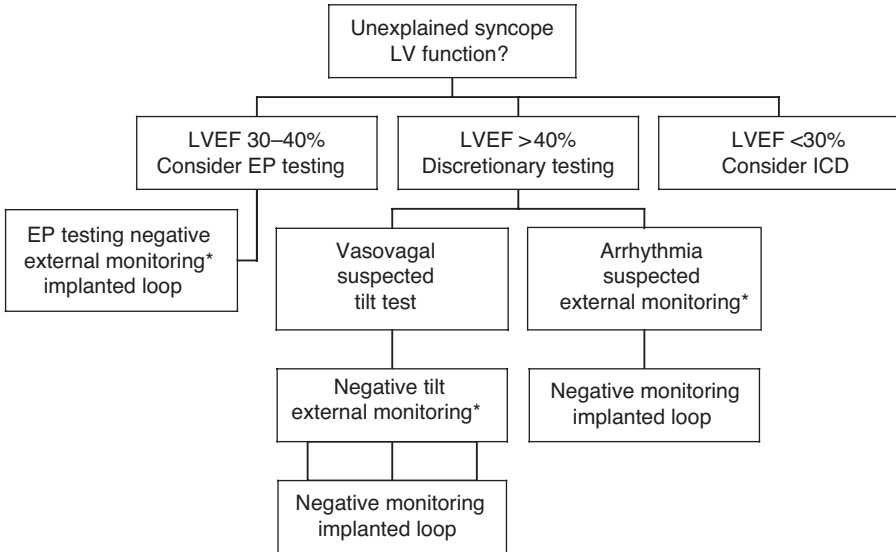 Unexplained syncope
LV function?
LVEF 30–40%
Consider EP testing
LVEF >40%
Discretionary testing
LVEF <30%
Consider ICD
EP testing negative
external monitoring*
implanted loop
Vasovagal
suspected
tilt test
Arrhythmia
suspected
external monitoring*
Negative tilt
external monitoring*
Negative monitoring
implanted loop
Negative monitoring
implanted loop